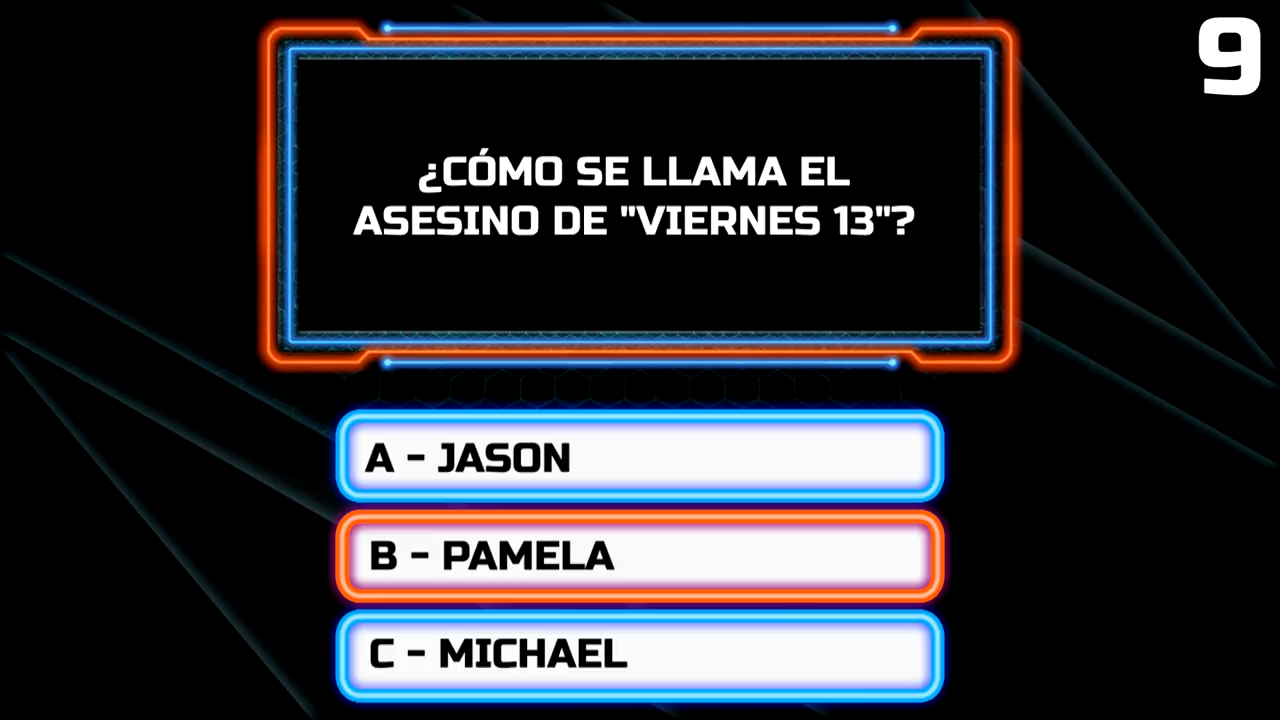 9
¿CÓMO SE LLAMA EL
ASESINO DE "VIERNES 13"?
A - JASON
B - PAMELA
C - MICHAEL